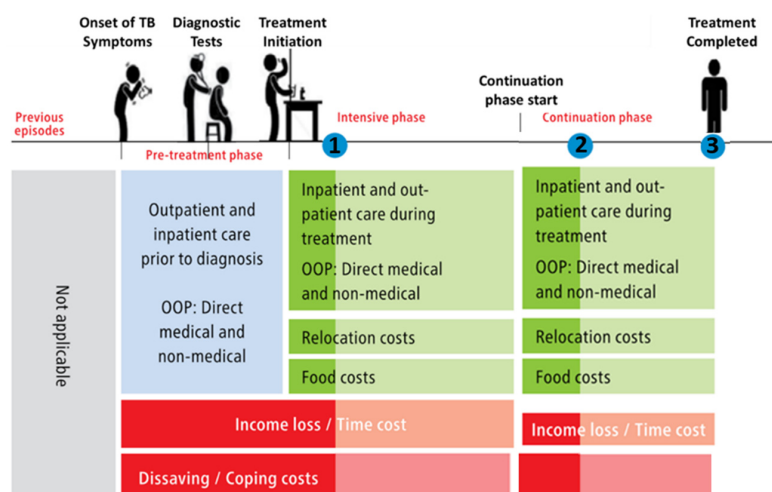 Onset of TB
Symptoms
Diagnostic
Tests
Treatment
Initiation
Treatment
Completed
Continuation
phase start
Previous
episodes
Intensive phase
Continuation phase
Pre-treatment phase
1
2
3
Not applicable
Outpatient and
inpatient care
prior to diagnosis
OOP: Direct
medical and
non-medical
Inpatient and out-
patient care during
treatment
OOP: Direct medical
and non-medical
Relocation costs
Food costs
Inpatient and out-
patient care during
treatment
OOP: Direct medical
and non-medical
Relocation costs
Food costs
Income loss / Time cost
Income loss / Time cost
Dissaving / Coping costs